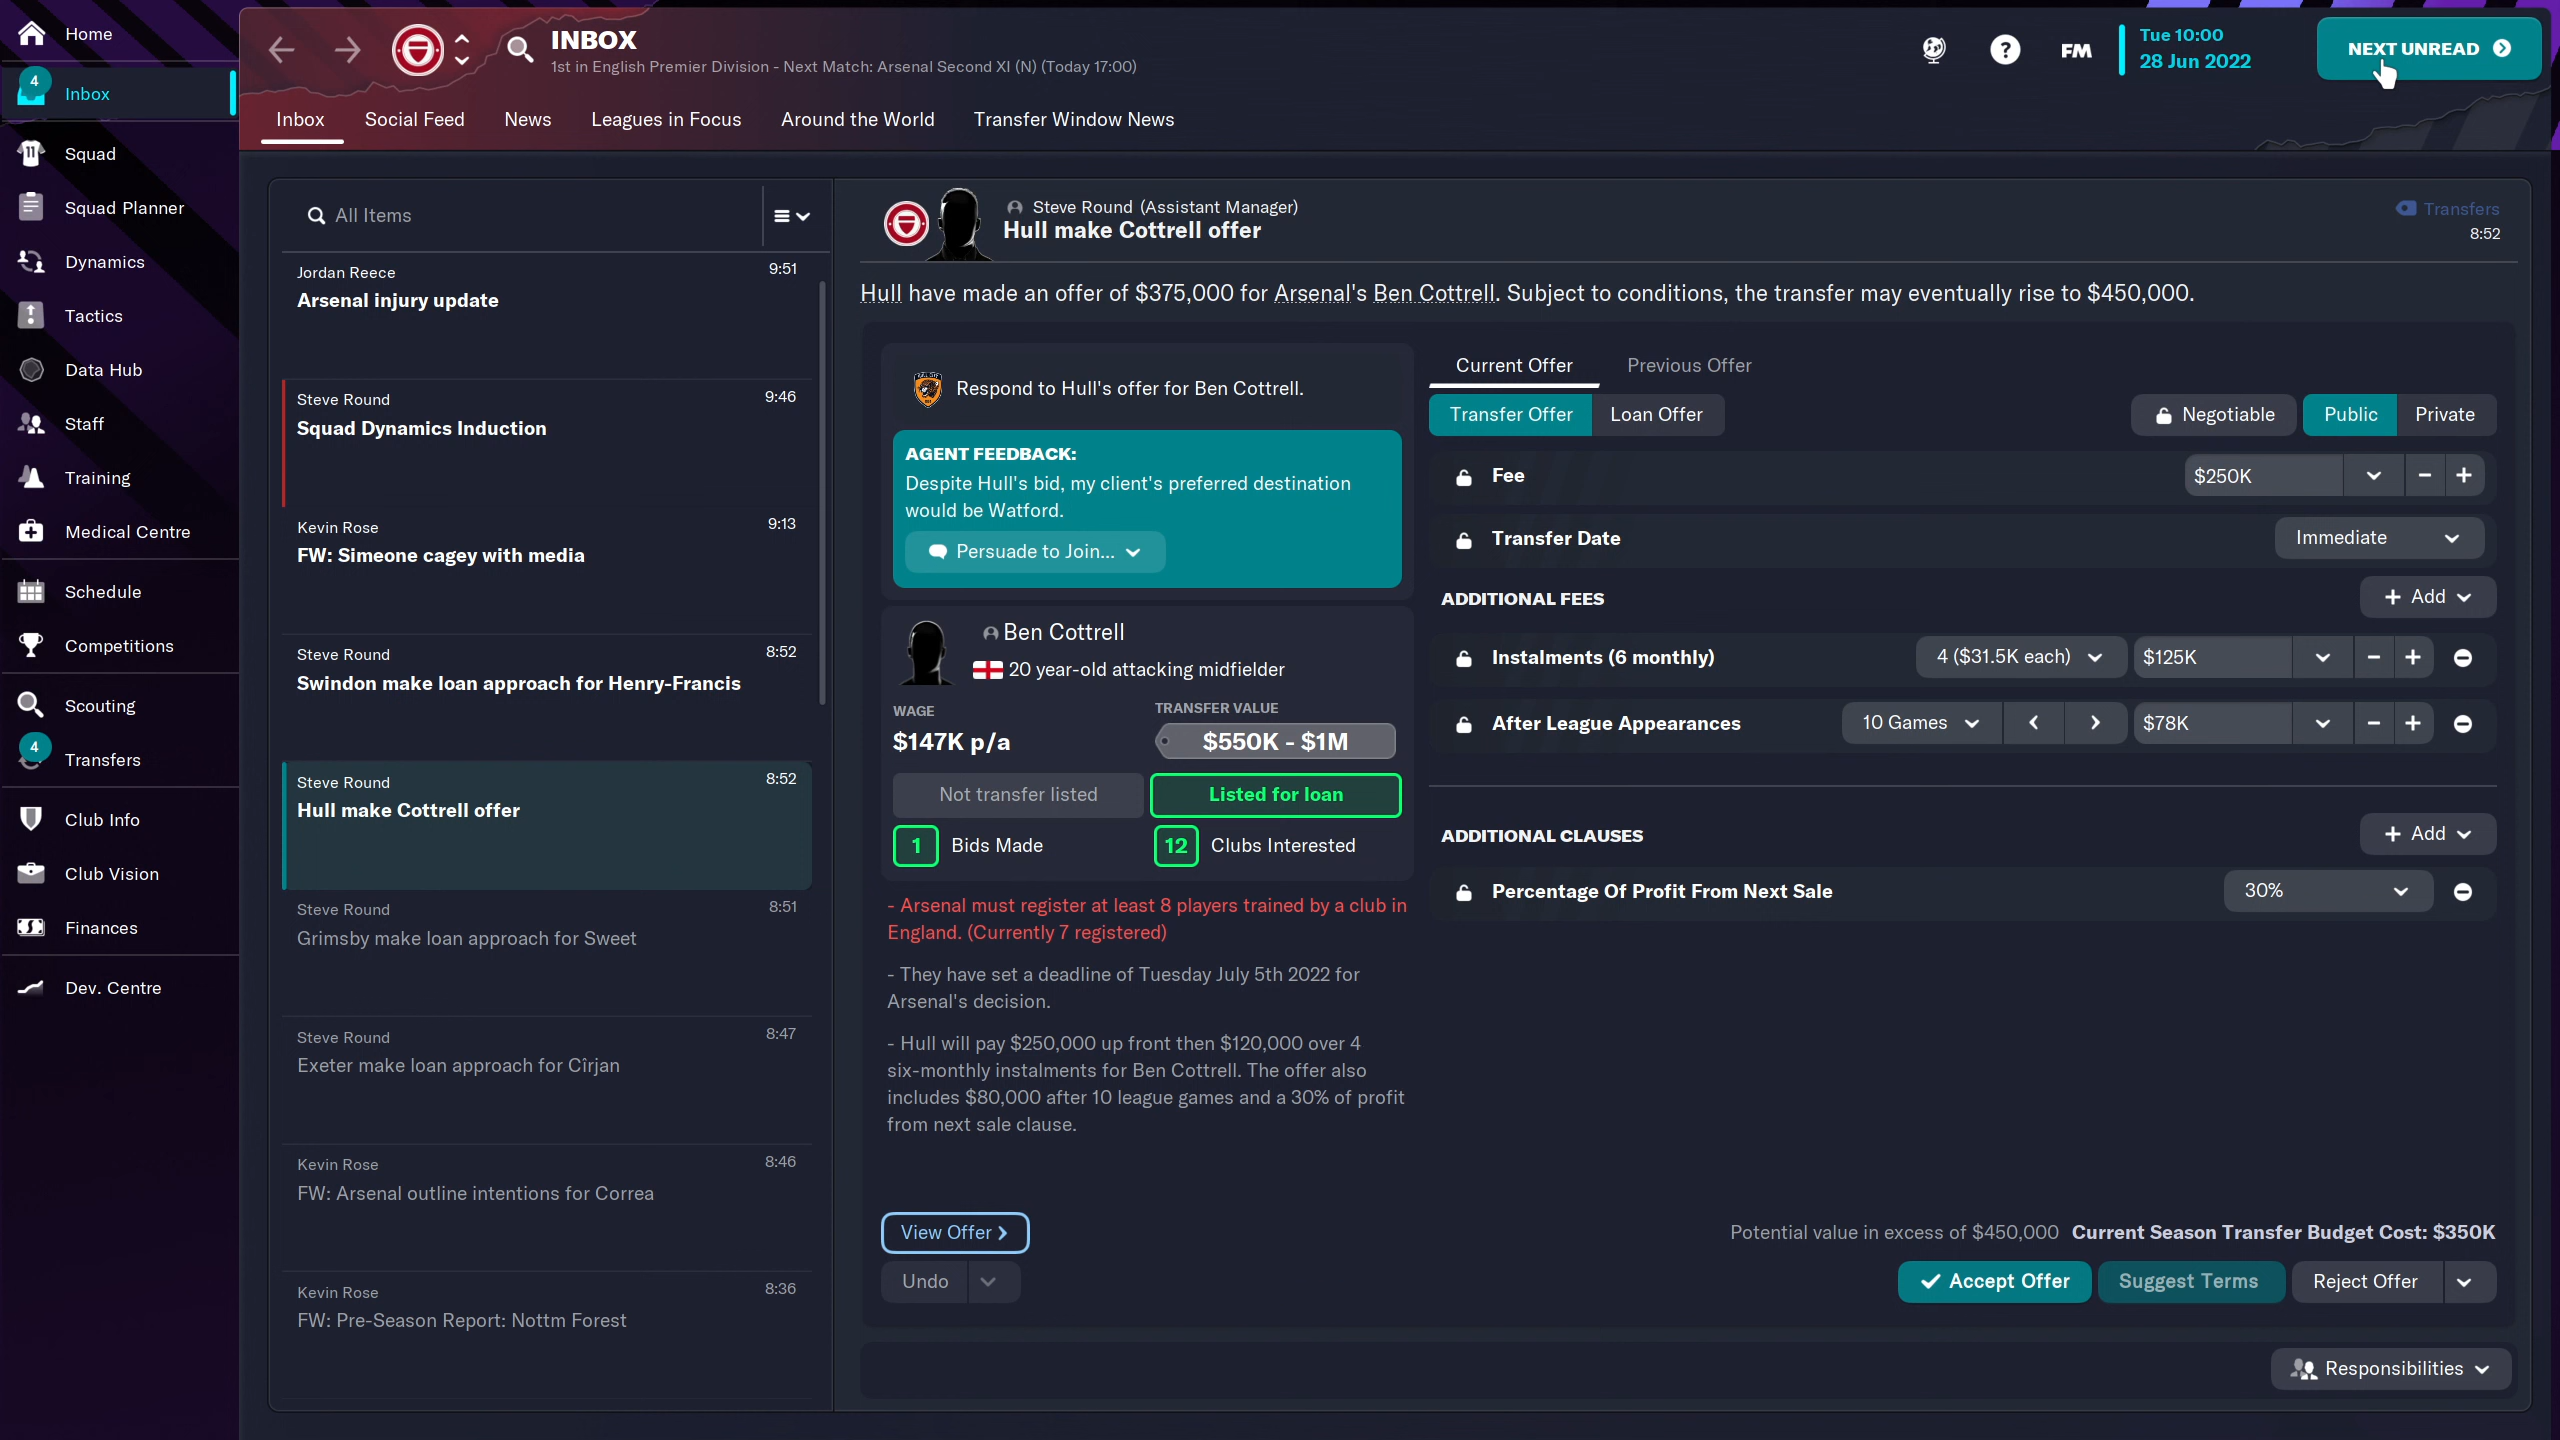 Home
4
Inbox
Squad
Squad Planner
Dynamics
Tactics
Data Hub
Staff
Training
Medical Centre
Schedule
Competitions
Scouting
4
Transfers
Club Info
Club Vision
Finances
Dev. Centre
INBOX
1st in English Premier Division - Next Match: Arsenal Second XI (N) (Today 17:00)
FM
Tue 10:00
28 Jun 2022
NEXT UNREAD
Inbox Social Feed News Leagues in Focus Around the World Transfer Window News
All Items
Jordan Reece 9:51
Arsenal injury update
Steve Round 9:46
Squad Dynamics Induction
Kevin Rose 9:13
FW: Simeone cagey with media
Steve Round 8:52
Swindon make loan approach for Henry-Francis
Steve Round 8:52
Hull make Cottrell offer
Steve Round 8:51
Grimsby make loan approach for Sweet
Steve Round 8:47
Exeter make loan approach for Cîrjan
Kevin Rose 8:46
FW: Arsenal outline intentions for Correa
Kevin Rose 8:36
FW: Pre-Season Report: Nottm Forest
Steve Round (Assistant Manager)
Hull make Cottrell offer
Transfers
8:52
Hull have made an offer of $375,000 for Arsenal's Ben Cottrell. Subject to conditions, the transfer may eventually rise to $450,000.
Respond to Hull's offer for Ben Cottrell.
AGENT FEEDBACK:
Despite Hull's bid, my client's preferred destination
would be Watford.
Persuade to Join...
Ben Cottrell
20 year-old attacking midfielder
WAGE TRANSFER VALUE
$147K p/a $550K - $1M
Not transfer listed Listed for loan
1 Bids Made 12 Clubs Interested
- Arsenal must register at least 8 players trained by a club in
England. (Currently 7 registered)
- They have set a deadline of Tuesday July 5th 2022 for
Arsenal's decision.
- Hull will pay $250,000 up front then $120,000 over 4
six-monthly instalments for Ben Cottrell. The offer also
includes $80,000 after 10 league games and a 30% of profit
from next sale clause.
View Offer
Undo
Current Offer Previous Offer
Transfer Offer Loan Offer Negotiable Public Private
Fee $250K - +
Transfer Date Immediate
ADDITIONAL FEES + Add
Instalments (6 monthly) 4 ($31.5K each) $125K - +
After League Appearances 10 Games $78K - +
ADDITIONAL CLAUSES + Add
Percentage Of Profit From Next Sale 30%
Potential value in excess of $450,000 Current Season Transfer Budget Cost: $350K
Accept Offer Suggest Terms Reject Offer
Responsibilities